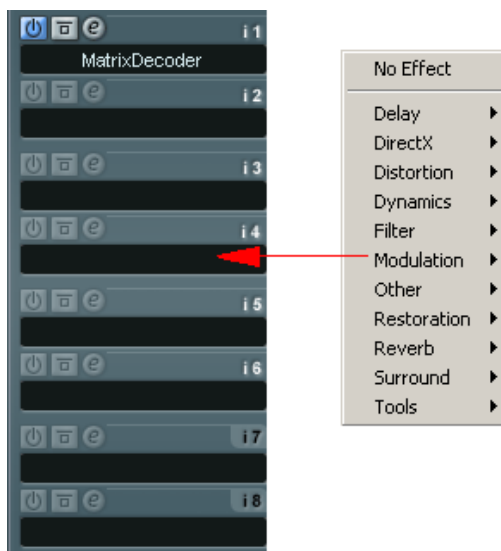 i 1
MatrixDecoder
i 2
i 3
i 4
i 5
i 6
i 7
i 8
No Effect
Delay
DirectX
Distortion
Dynamics
Filter
Modulation
Other
Restoration
Reverb
Surround
Tools